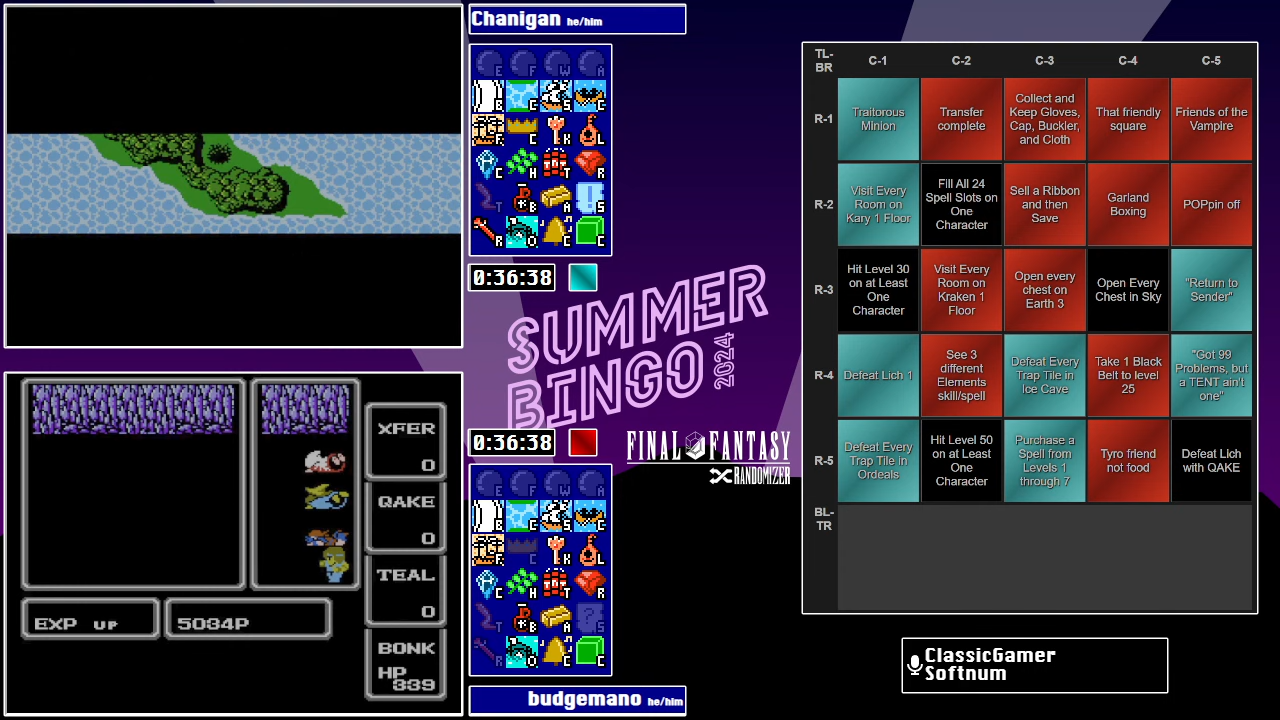 Chanigan he/him
E F W A
C S C
R C K L
C H T R
T B A S
R O C C
0:36:38
SUMMER
BINGO 2024
0:36:38
FINAL FANTASY
RANDOMIZER
E F W A
C S C
R C K L
C H T R
T B A S
R O C C
budgemano he/him
XFER
0
QAKE
0
TEAL
0
BONK
HP
339
EXP UP 5034P
TL-
BR
C-1 C-2 C-3 C-4 C-5
R-1
Traitorous
Minion
Transfer
complete
Collect and
Keep Gloves,
Cap, Buckler,
and Cloth
That friendly
square
Friends of the
Vampire
R-2
Visit Every
Room on
Kary 1 Floor
Fill All 24
Spell Slots on
One
Character
Sell a Ribbon
and then
Save
Garland
Boxing
POPpin off
R-3
Hit Level 30
on at Least
One
Character
Visit Every
Room on
Kraken 1
Floor
Open every
chest on
Earth 3
Open Every
Chest in Sky
"Return to
Sender"
R-4
Defeat Lich 1
See 3
different
Elements
skill/spell
Defeat Every
Trap Tile in
Ice Cave
Take 1 Black
Belt to level
25
"Got 99
Problems, but
a TENT ain't
one"
R-5
Defeat Every
Trap Tile in
Ordeals
Hit Level 50
on at Least
One
Character
Purchase a
Spell from
Levels 1
through 7
Tyro friend
not food
Defeat Lich
with QAKE
BL-
TR
ClassicGamer
Softnum